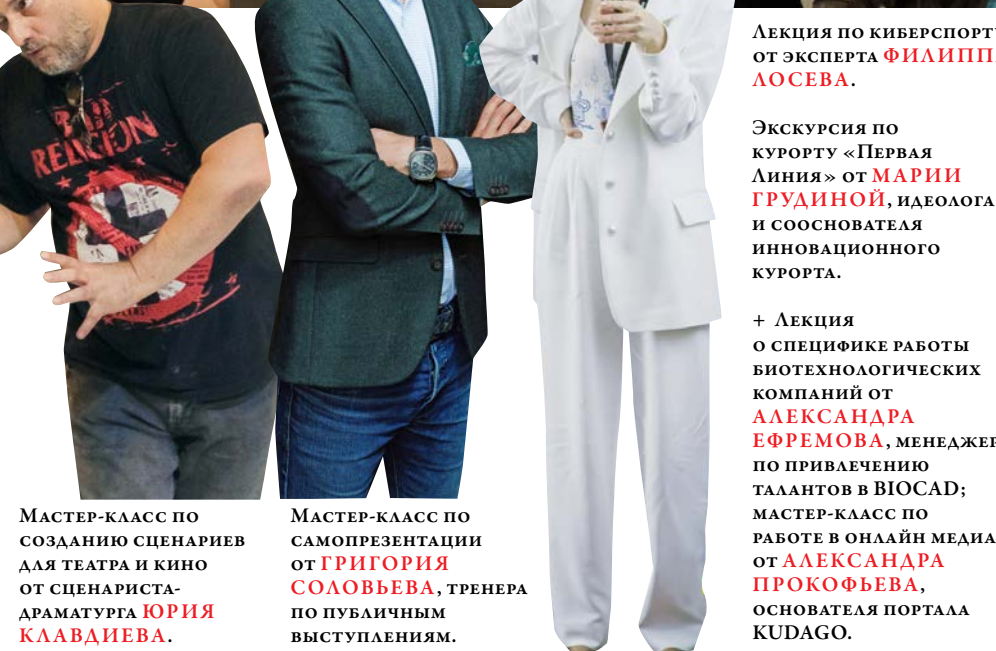 BAD
RELIGION
Мастер-класс по
созданию сценариев
для театра и кино
от сценариста-
драматурга ЮРИЯ
КЛАВДИЕВА.
Мастер-класс по
самопрезентации
от ГРИГОРИЯ
СОЛОВЬЕВА, тренера
по публичным
выступлениям.
Лекция по киберспорту
от эксперта ФИЛИППА
ЛОСЕВА.
Экскурсия по
курорту «Первая
Линия» от МАРИИ
ГРУДИНОЙ, идеолога
и сооснователя
инновационного
курорта.
+ Лекция
о специфике работы
биотехнологических
компаний от
АЛЕКСАНДРА
ЕФРЕМОВА, менеджер
по привлечению
талантов в BIOCAD;
мастер-класс по
работе в онлайн медиа
от АЛЕКСАНДРА
ПРОКОФЬЕВА,
основателя портала
KUDAGO.